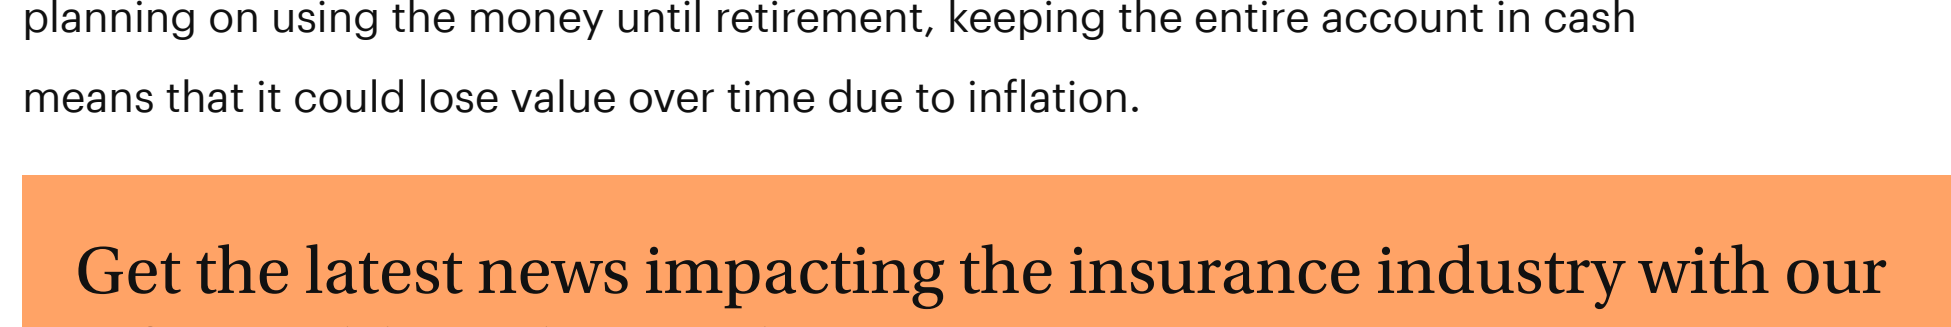 planning on using the money until retirement, keeping the entire account in cash
means that it could lose value over time due to inflation.
Get the latest news impacting the insurance industry with our